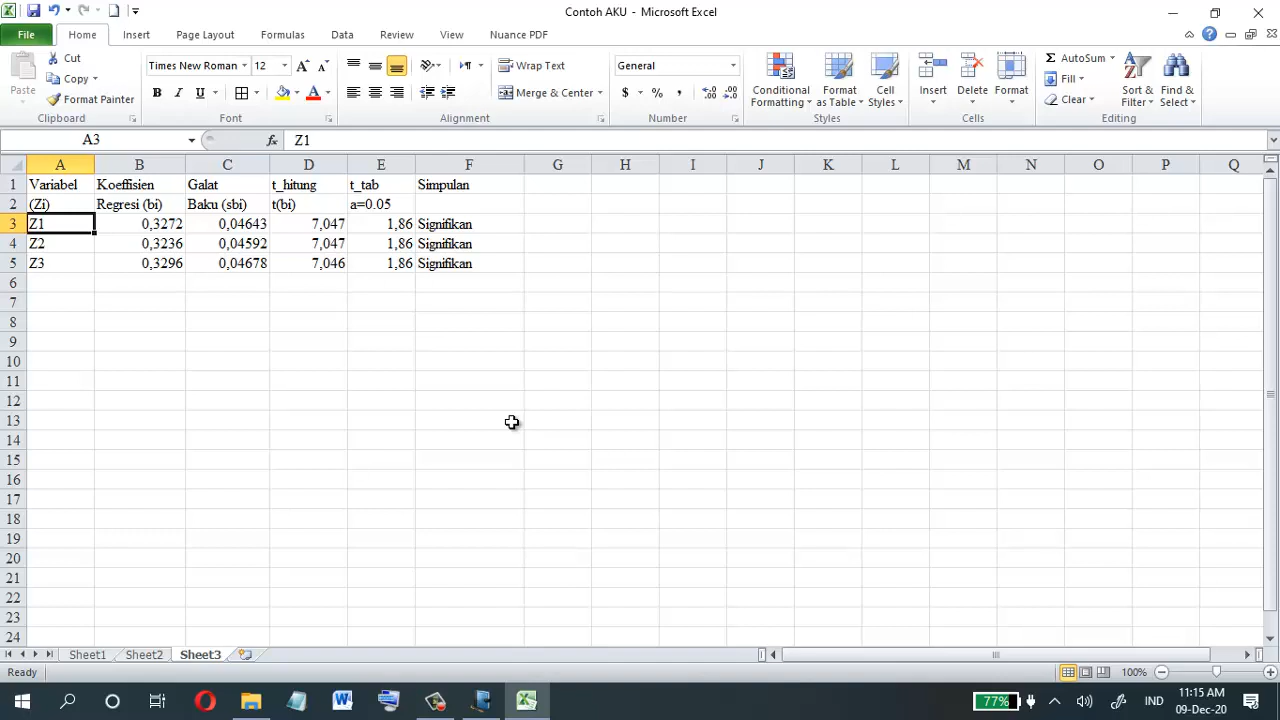 Contoh AKU - Microsoft Excel
File Home Insert Page Layout Formulas Data Review View Nuance PDF
Paste Cut Copy Format Painter Clipboard
Times New Roman 12 B I U A Font
Wrap Text Merge & Center Alignment
General $ % , Number
Conditional Formatting Format as Table Cell Styles Styles
Insert Delete Format Cells
Σ AutoSum Fill Clear Sort & Filter Find & Select Editing
A3 fx Z1
A B C D E F G H I J K L M N O P Q
1 Variabel Koeffisien Galat t_hitung t_tab Simpulan
2 (Zi) Regresi (bi) Baku (sbi) t(bi) a=0.05
3 Z1 0,3272 0,04643 7,047 1,86 Signifikan
4 Z2 0,3236 0,04592 7,047 1,86 Signifikan
5 Z3 0,3296 0,04678 7,046 1,86 Signifikan
6
7
8
9
10
11
12
13
14
15
16
17
18
19
20
21
22
23
24
Sheet1 Sheet2 Sheet3
Ready 100%
77% IND 11:15 AM
09-Dec-20